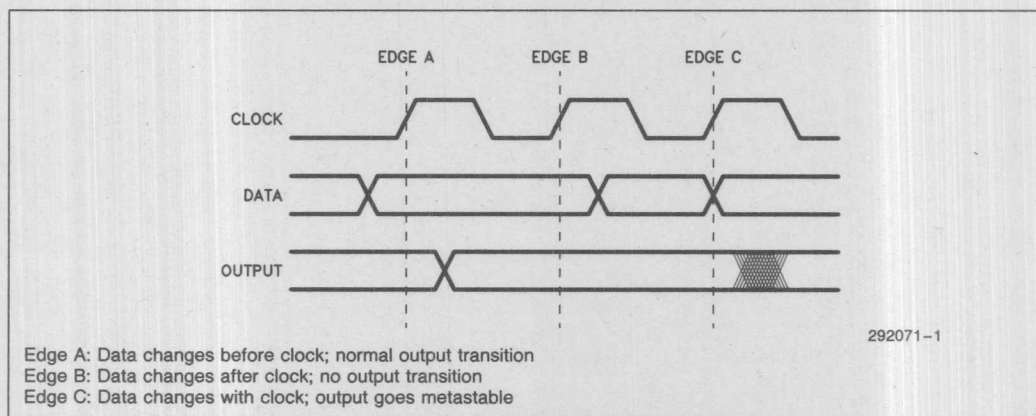 EDGE A EDGE B EDGE C
CLOCK
DATA
OUTPUT
292071-1
Edge A: Data changes before clock; normal output transition
Edge B: Data changes after clock; no output transition
Edge C: Data changes with clock; output goes metastable